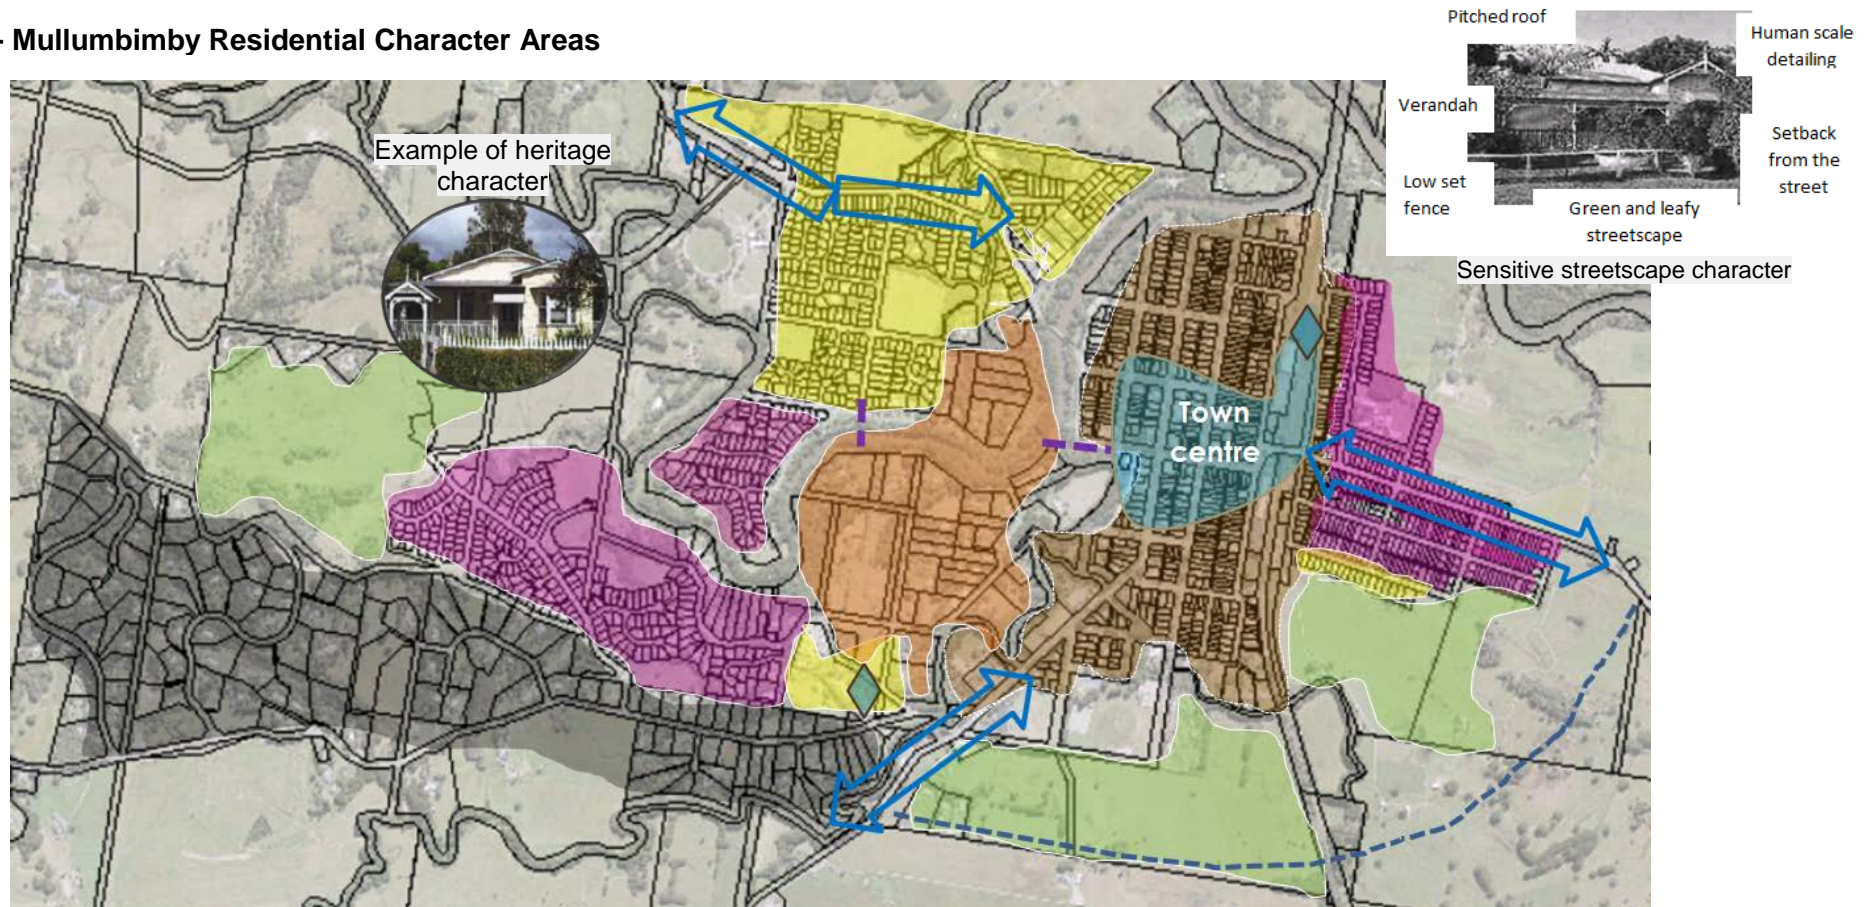 - Mullumbimby Residential Character Areas
Pitched roof
Human scale
detailing
Verandah
Setback
from the
street
Low set
fence
Green and leafy
streetscape
Sensitive streetscape character
Example of heritage
character
Town
centre